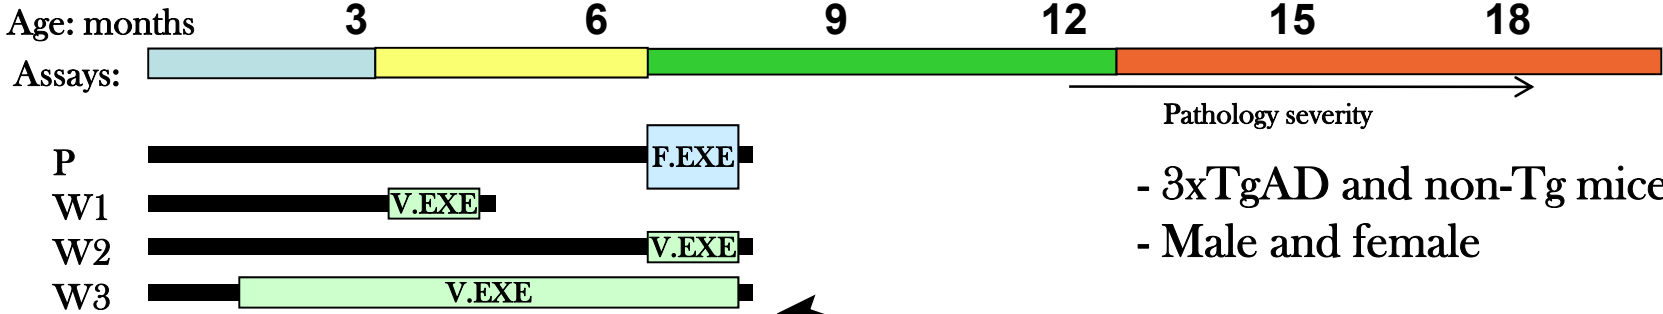 Age: months 3 6 9 12 15 18
Assays:
Pathology severity
P F.EXE
W1 V.EXE
W2 V.EXE
W3 V.EXE
- 3xTgAD and non-Tg mice
- Male and female